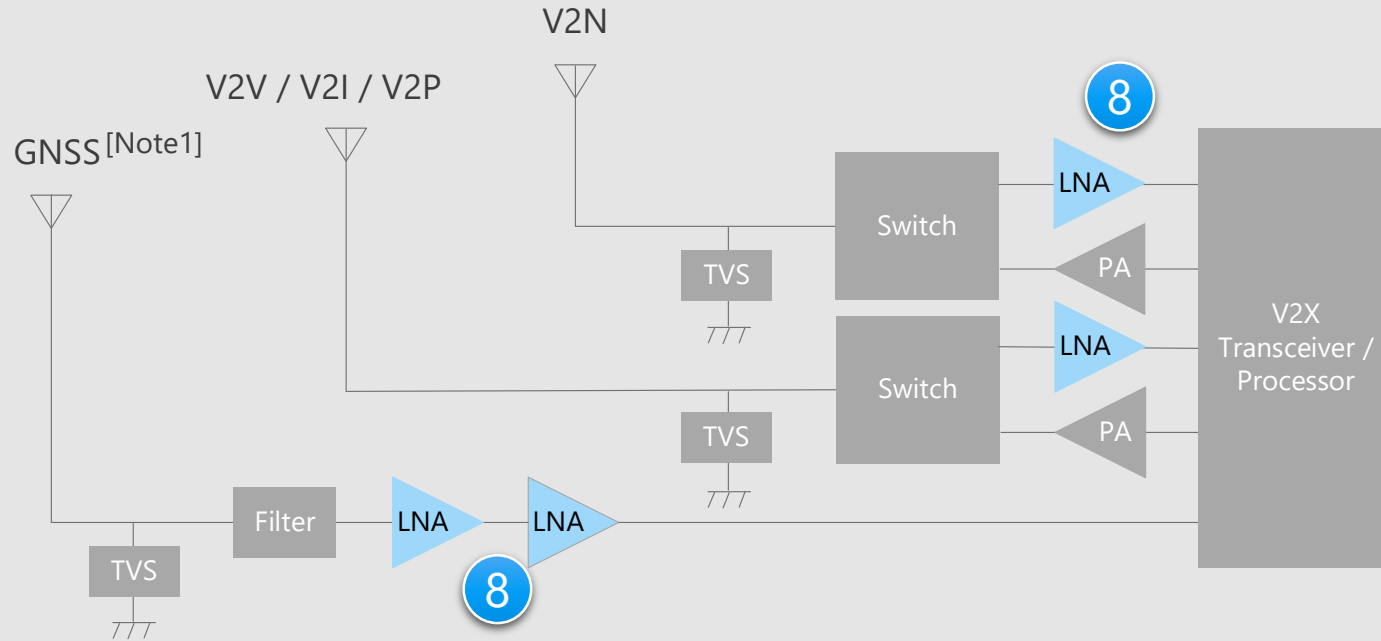 V2N
V2V / V2I / V2P
GNSS [Note1]
8
LNA
Switch
PA
TVS
V2X
Transceiver /
Processor
LNA
Switch
PA
TVS
Filter
LNA
LNA
TVS
8